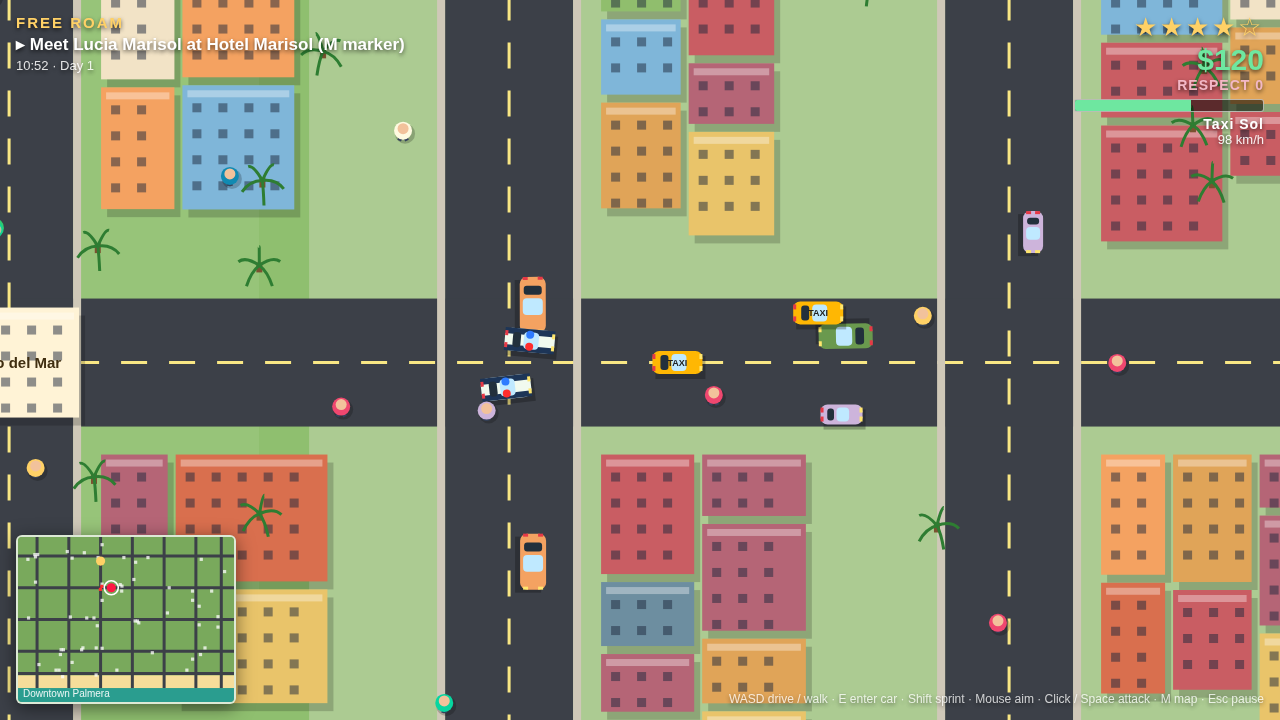 FREE ROAM
▸ Meet Lucia Marisol at Hotel Marisol (M marker)
10:52 · Day 1
★★★★☆
$120
RESPECT 0
Taxi Sol
98 km/h
TAXI
TAXI
del Mar
Downtown Palmera
WASD drive / walk · E enter car · Shift sprint · Mouse aim · Click / Space attack · M map · Esc pause